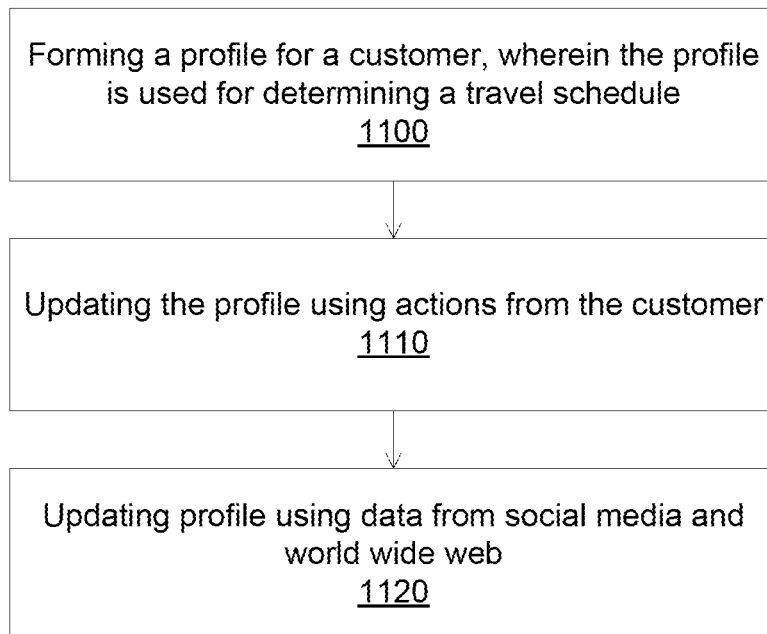 Forming a profile for a customer, wherein the profile
is used for determining a travel schedule
1100
Updating the profile using actions from the customer
1110
Updating profile using data from social media and
world wide web
1120